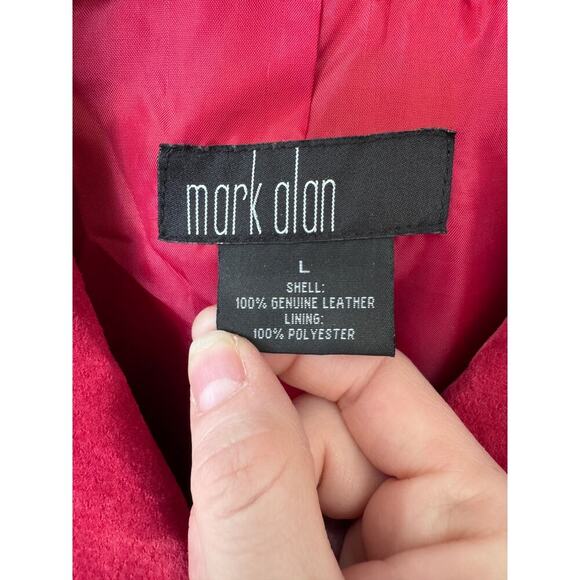 mark alan
L
SHELL:
100% GENUINE LEATHER
LINING:
100% POLYESTER